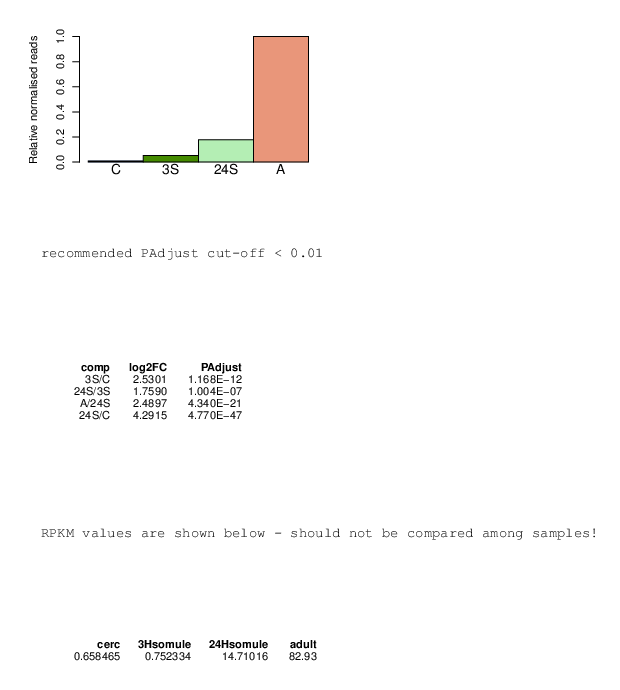 Relative normalised reads
1.0
0.8
0.6
0.4
0.2
0.0
C 3S 24S A
recommended PAdjust cut-off < 0.01
comp log2FC PAdjust
3S/C 2.5301 1.168E−12
24S/3S 1.7590 1.004E−07
A/24S 2.4897 4.340E−21
24S/C 4.2915 4.770E−47
RPKM values are shown below - should not be compared among samples!
cerc 3Hsomule 24Hsomule adult
0.658465 0.752334 14.71016 82.93